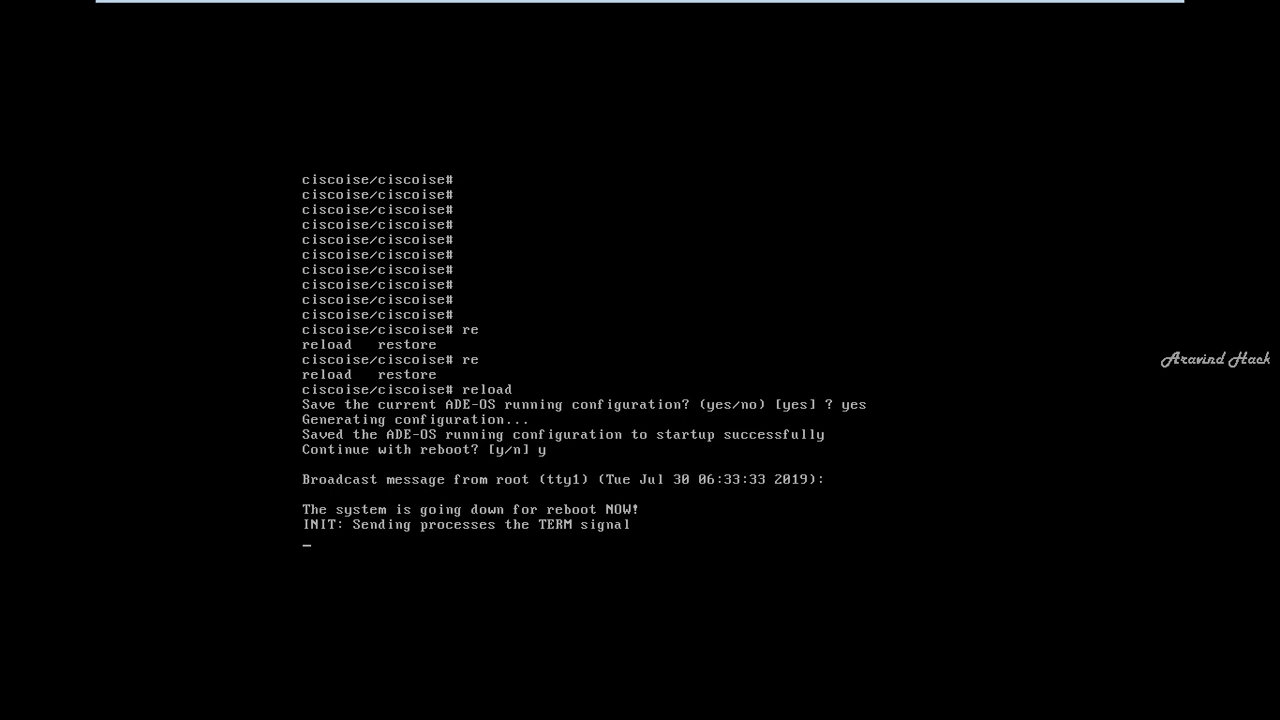 ciscoise/ciscoise#
ciscoise/ciscoise#
ciscoise/ciscoise#
ciscoise/ciscoise#
ciscoise/ciscoise#
ciscoise/ciscoise#
ciscoise/ciscoise#
ciscoise/ciscoise#
ciscoise/ciscoise#
ciscoise/ciscoise#
ciscoise/ciscoise# re
reload   restore
ciscoise/ciscoise# re
reload   restore
ciscoise/ciscoise# reload
Save the current ADE-OS running configuration? (yes/no) [yes] ? yes
Generating configuration...
Saved the ADE-OS running configuration to startup successfully
Continue with reboot? [y/n] y
Broadcast message from root (tty1) (Tue Jul 30 06:33:33 2019):
The system is going down for reboot NOW!
INIT: Sending processes the TERM signal
_
Aravind Hack